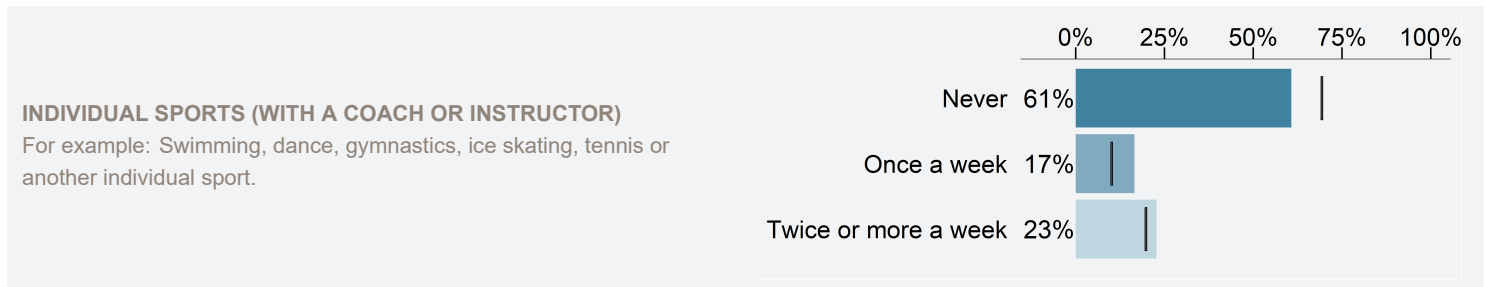 0% 25% 50% 75% 100%
INDIVIDUAL SPORTS (WITH A COACH OR INSTRUCTOR)
For example: Swimming, dance, gymnastics, ice skating, tennis or
another individual sport.
Never 61%
Once a week 17%
Twice or more a week 23%